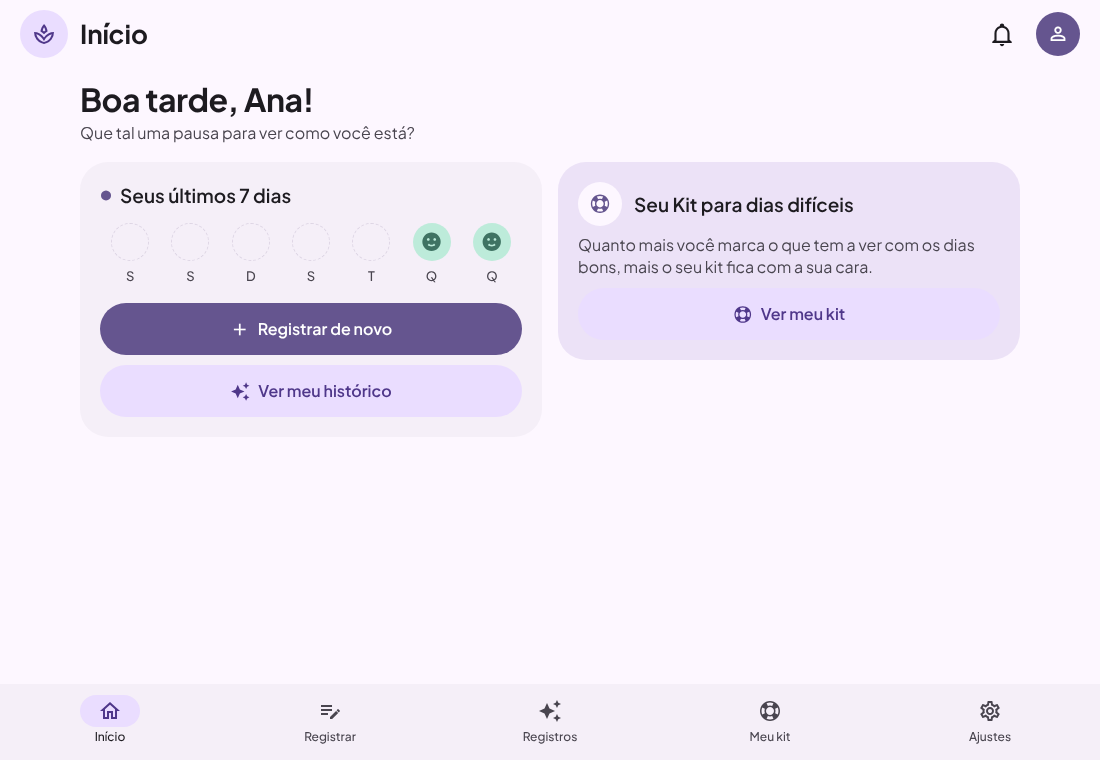 Início
Boa tarde, Ana!
Que tal uma pausa para ver como você está?
Seus últimos 7 dias
S S D S T Q Q
Registrar de novo
Ver meu histórico
Seu Kit para dias difíceis
Quanto mais você marca o que tem a ver com os dias
bons, mais o seu kit fica com a sua cara.
Ver meu kit
Início
Registrar
Registros
Meu kit
Ajustes